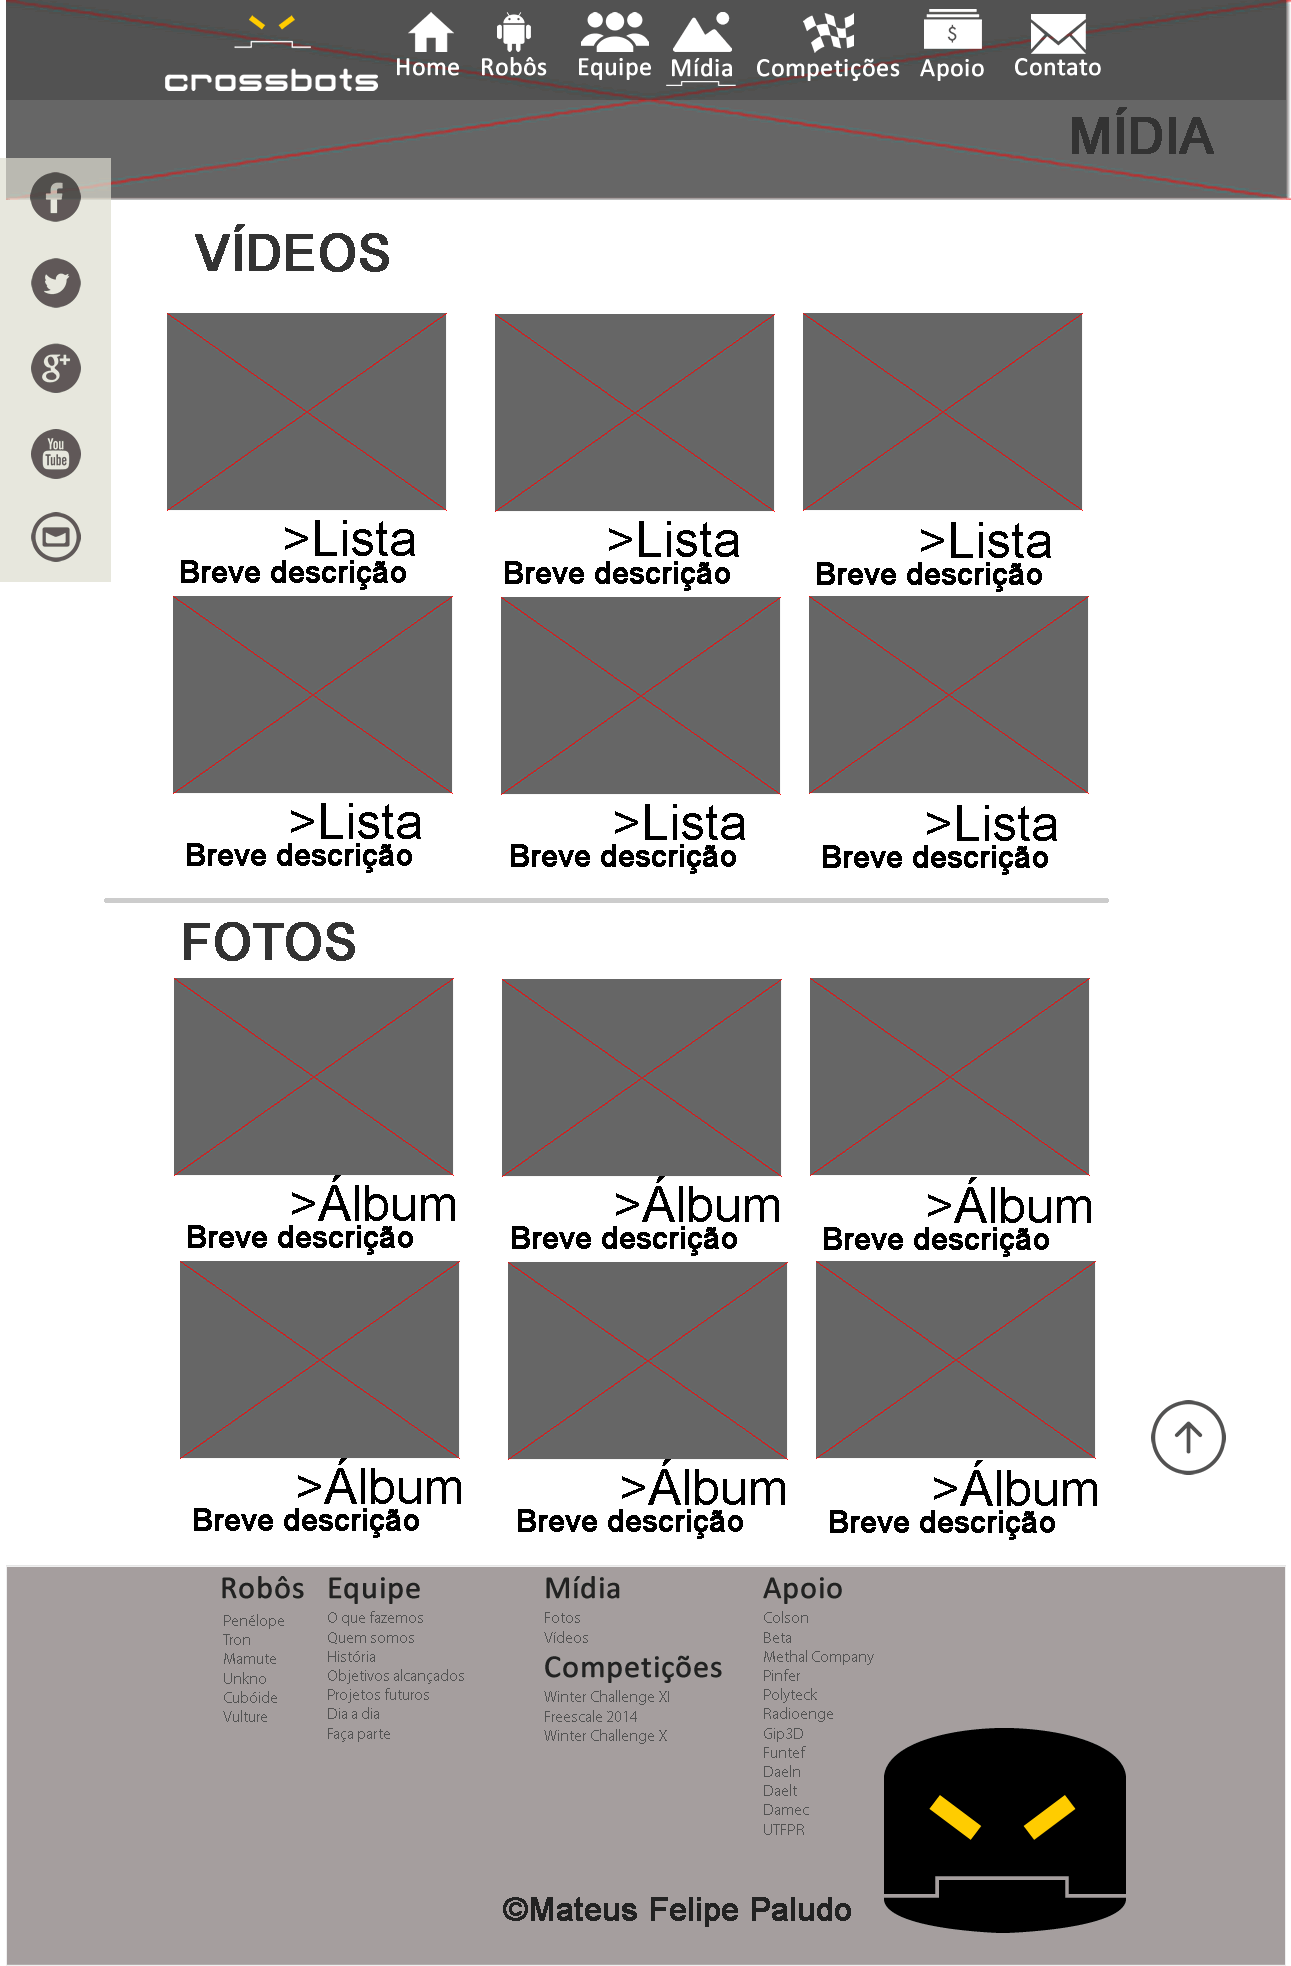 crossbots
Home Robôs Equipe Mídia Competições Apoio Contato
$
MÍDIA
f
g+
You
Tube
VÍDEOS
>Lista >Lista >Lista
Breve descrição Breve descrição Breve descrição
>Lista >Lista >Lista
Breve descrição Breve descrição Breve descrição
FOTOS
>Álbum >Álbum >Álbum
Breve descrição Breve descrição Breve descrição
>Álbum >Álbum >Álbum
Breve descrição Breve descrição Breve descrição
Robôs
Penélope
Tron
Mamute
Unkno
Cubóide
Vulture
Equipe
O que fazemos
Quem somos
História
Objetivos alcançados
Projetos futuros
Dia a dia
Faça parte
Mídia
Fotos
Vídeos
Competições
Winter Challenge XI
Freescale 2014
Winter Challenge X
Apoio
Colson
Beta
Methal Company
Pinfer
Polyteck
Radioenge
Gip3D
Funtef
Daeln
Daelt
Damec
UTFPR
©Mateus Felipe Paludo